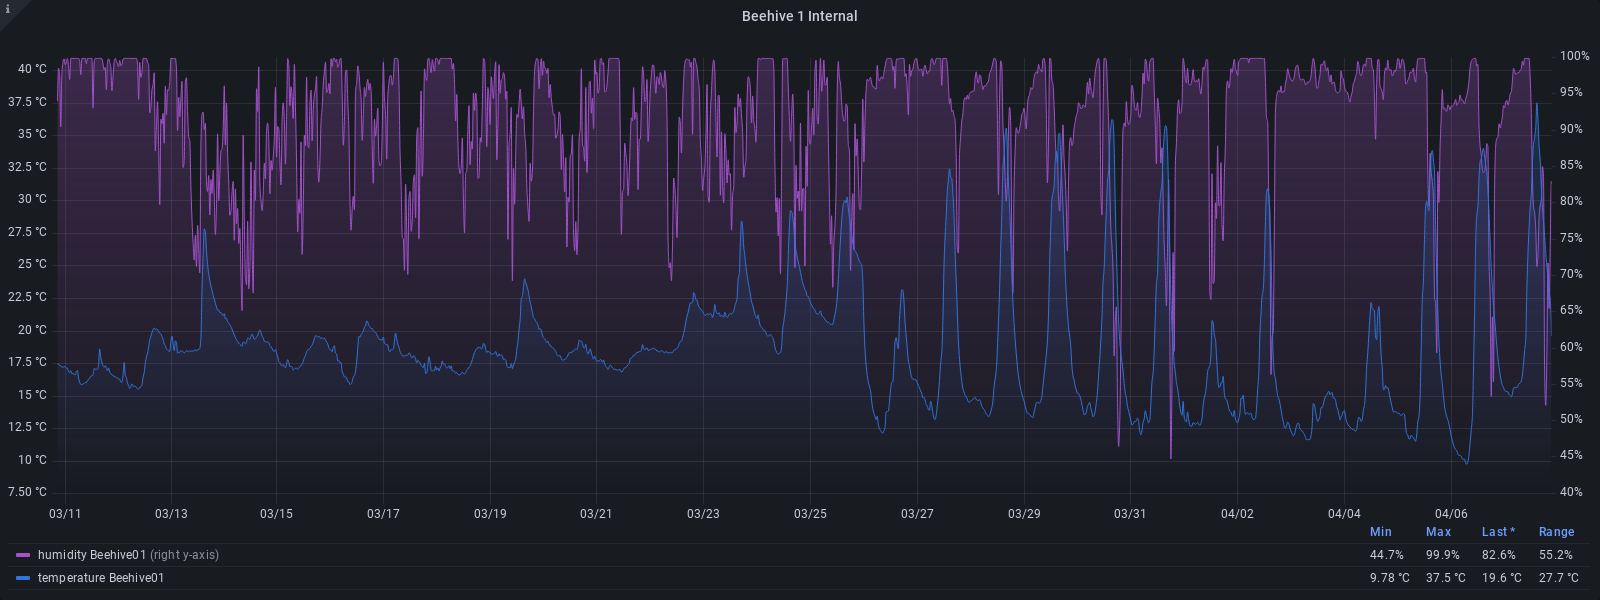 i
Beehive 1 Internal
40 °C
37.5 °C
35 °C
32.5 °C
30 °C
27.5 °C
25 °C
22.5 °C
20 °C
17.5 °C
15 °C
12.5 °C
10 °C
7.50 °C
100%
95%
90%
85%
80%
75%
70%
65%
60%
55%
50%
45%
40%
03/11 03/13 03/15 03/17 03/19 03/21 03/23 03/25 03/27 03/29 03/31 04/02 04/04 04/06
Min Max Last * Range
humidity Beehive01 (right y-axis) 44.7% 99.9% 82.6% 55.2%
temperature Beehive01 9.78 °C 37.5 °C 19.6 °C 27.7 °C